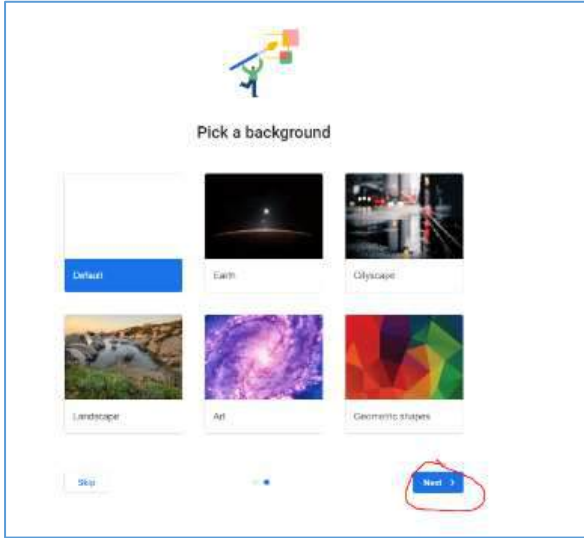 Pick a background
Default
Earth
Cityscape
Landscape
Art
Geometric shapes
Skip
Next